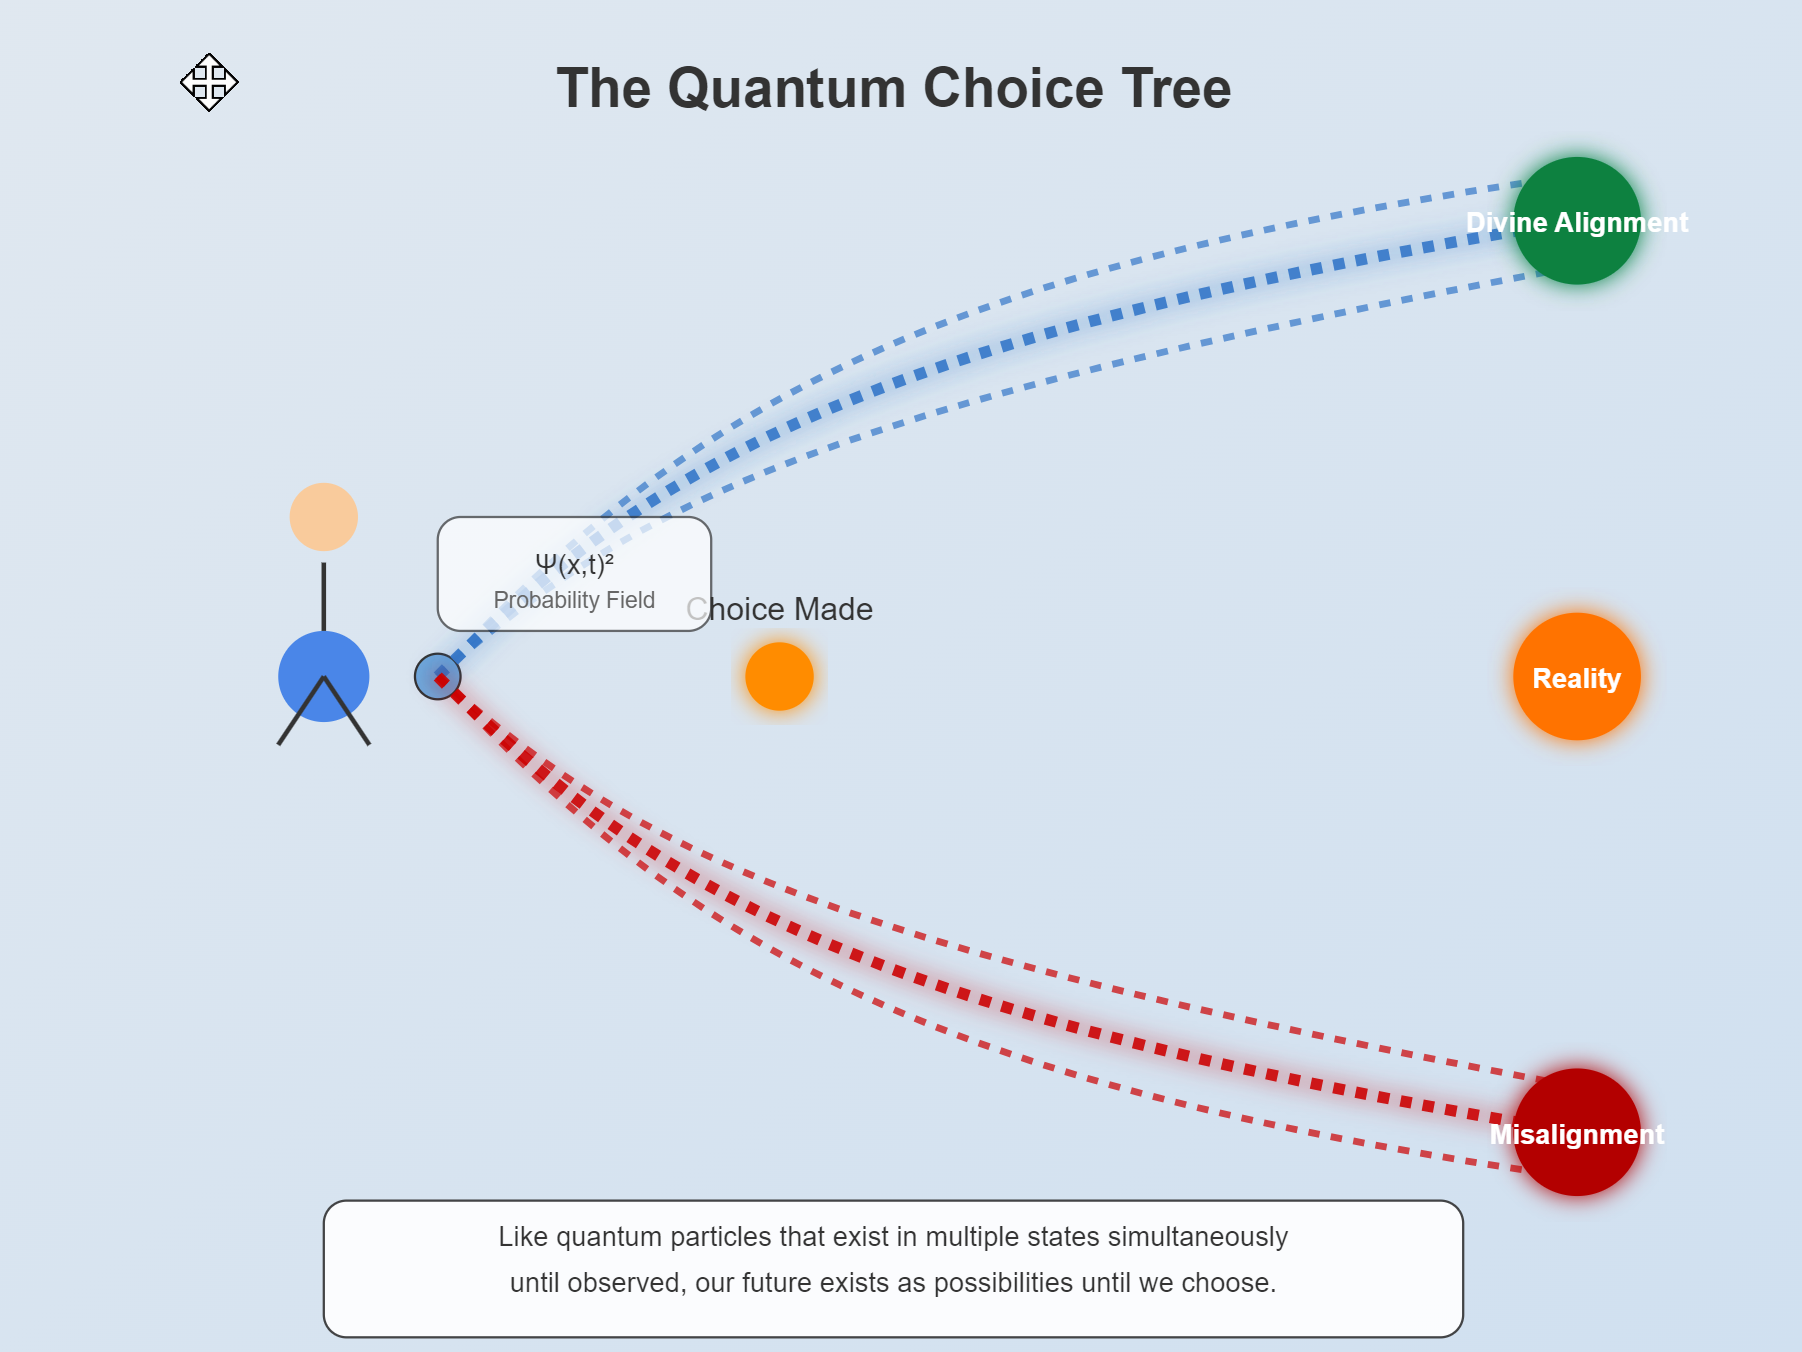 The Quantum Choice Tree
Divine Alignment
Ψ(x,t)²
Probability Field
Choice Made
Reality
Misalignment
Like quantum particles that exist in multiple states simultaneously
until observed, our future exists as possibilities until we choose.